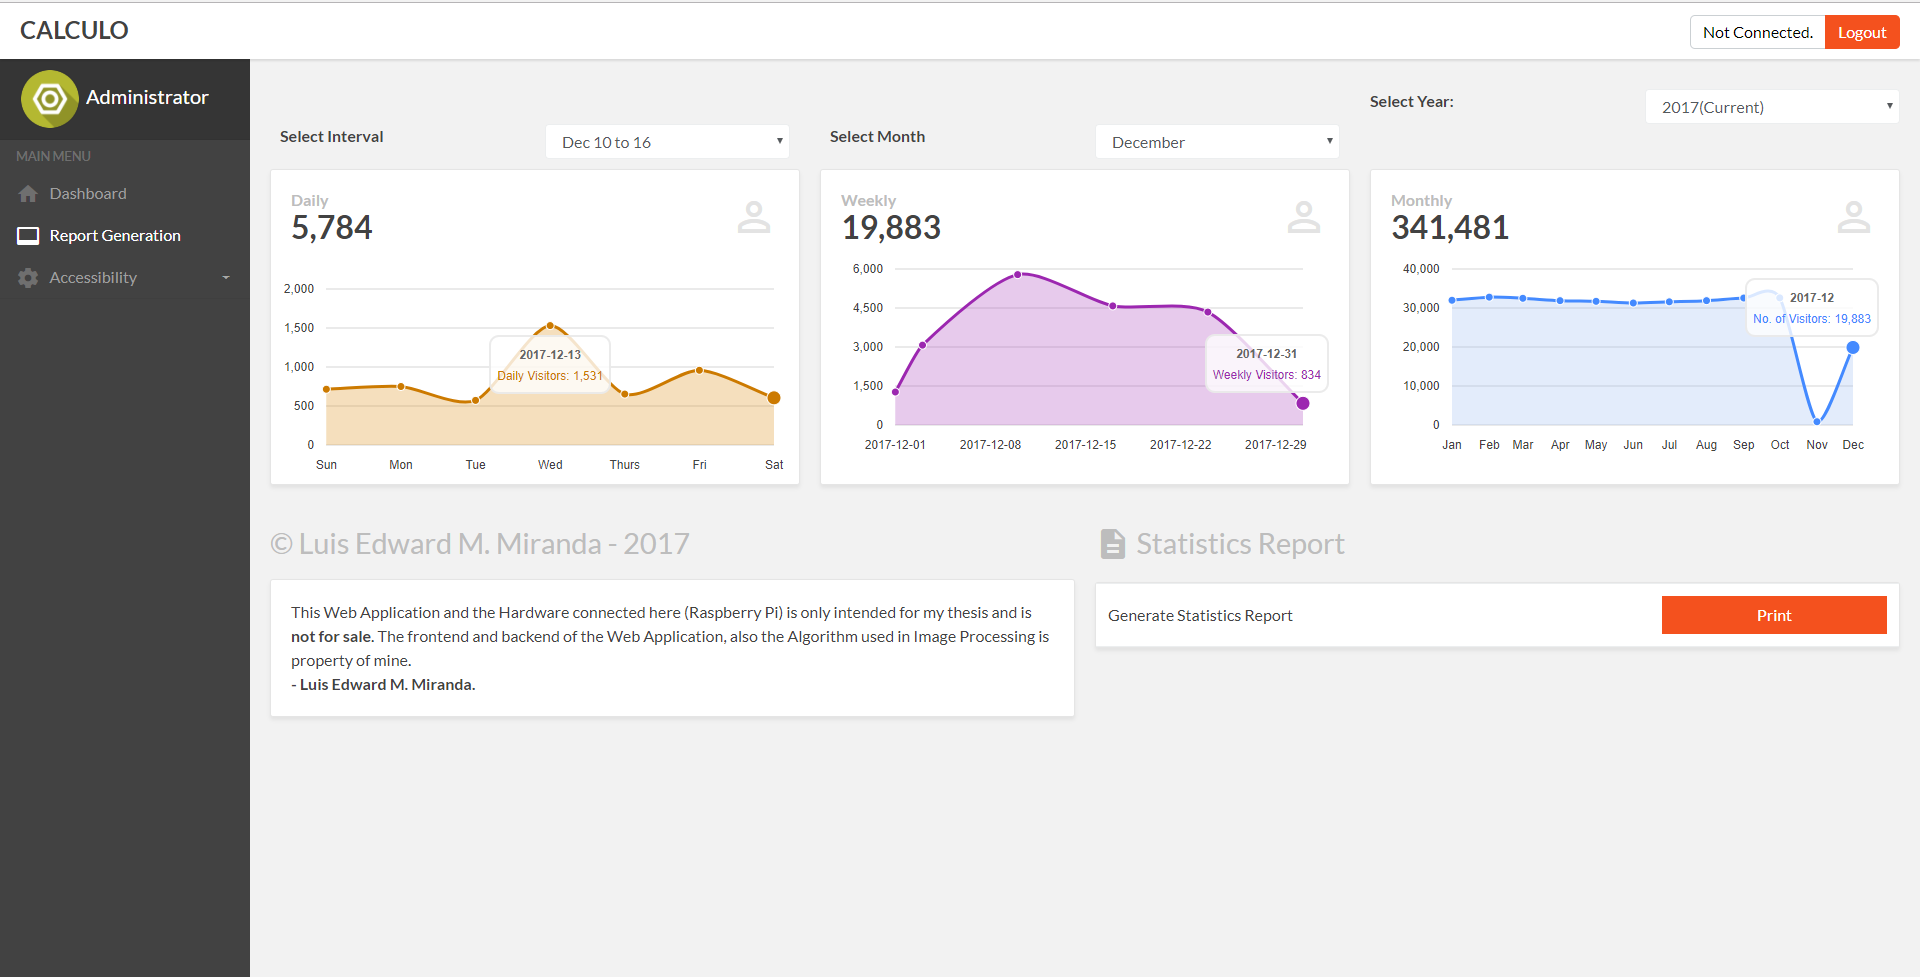 CALCULO
Not Connected.
Logout
Administrator
MAIN MENU
Dashboard
Report Generation
Accessibility
Select Interval
Dec 10 to 16
Select Month
December
Select Year:
2017(Current)
Daily
5,784
2,000
1,500
1,000
500
0
2017-12-13
Daily Visitors: 1,531
Sun Mon Tue Wed Thurs Fri Sat
Weekly
19,883
6,000
4,500
3,000
1,500
0
2017-12-31
Weekly Visitors: 834
2017-12-01 2017-12-08 2017-12-15 2017-12-22 2017-12-29
Monthly
341,481
40,000
30,000
20,000
10,000
0
2017-12
No. of Visitors: 19,883
Jan Feb Mar Apr May Jun Jul Aug Sep Oct Nov Dec
© Luis Edward M. Miranda - 2017
This Web Application and the Hardware connected here (Raspberry Pi) is only intended for my thesis and is
not for sale. The frontend and backend of the Web Application, also the Algorithm used in Image Processing is
property of mine.
- Luis Edward M. Miranda.
Statistics Report
Generate Statistics Report
Print